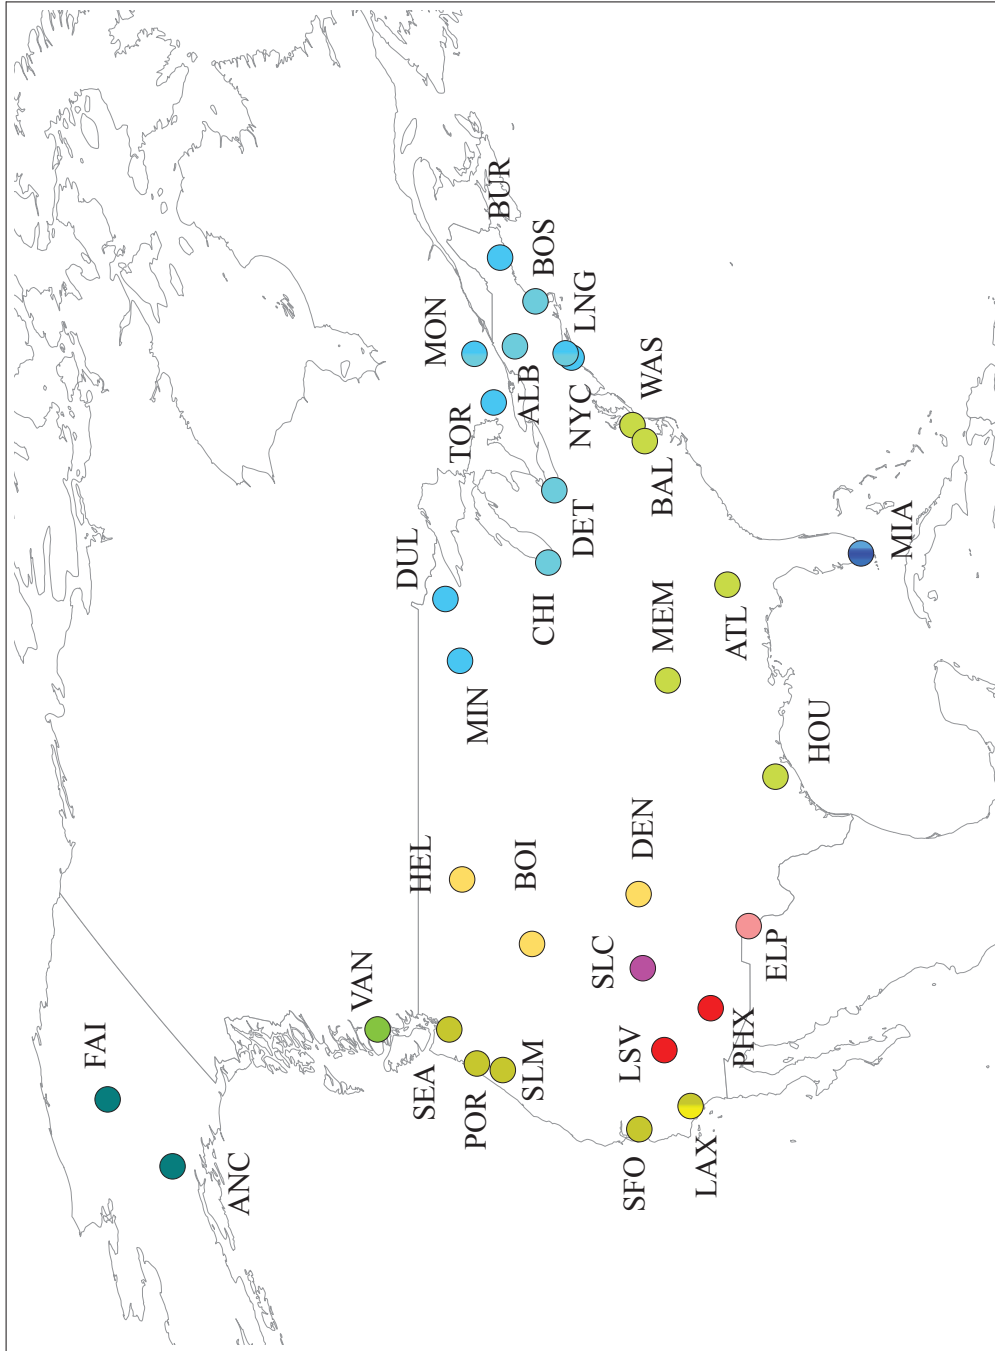 FAI
ANC
VAN
SEA
POR
SLM
HEL
BOI
SFO
LAX
LSV
SLC
DEN
PHX
ELP
DUL
MIN
CHI
DET
TOR
MON
ALB
BUR
BOS
LNG
NYC
WAS
BAL
MEM
ATL
HOU
MIA